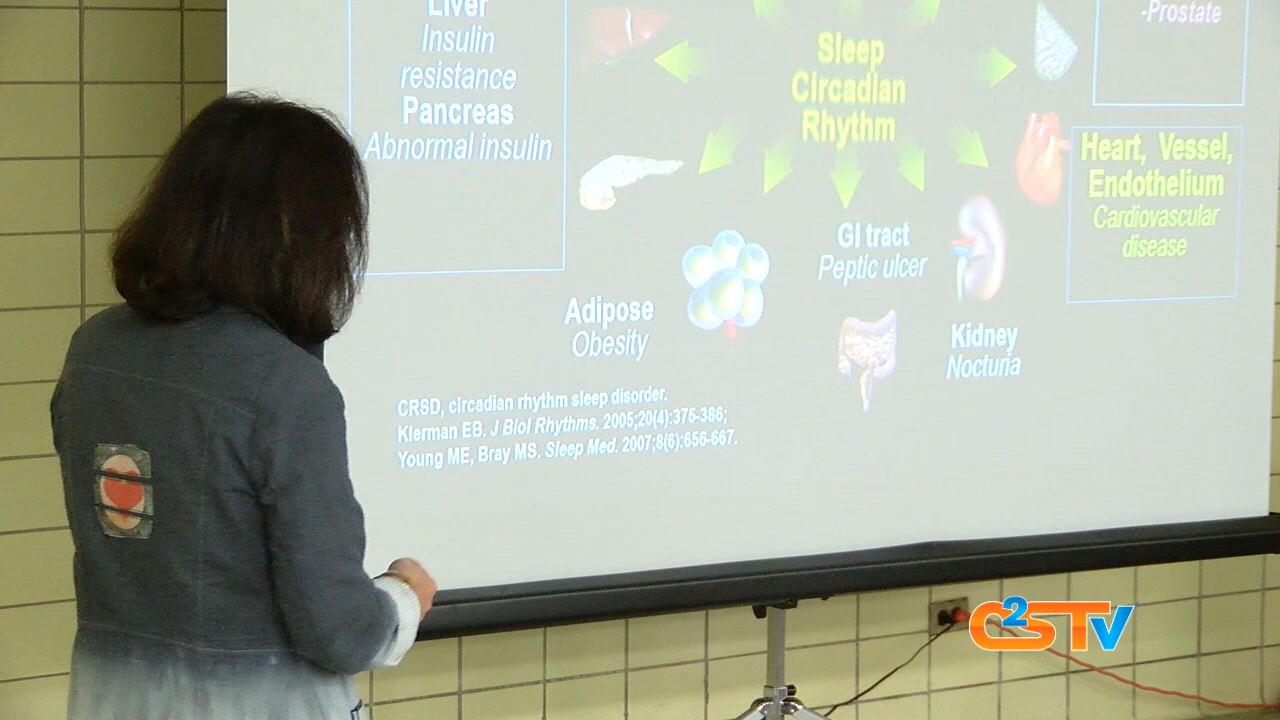 Liver
Insulin
resistance
Pancreas
Abnormal insulin
Sleep
Circadian
Rhythm
-Prostate
Heart, Vessel,
Endothelium
Cardiovascular
disease
GI tract
Peptic ulcer
Adipose
Obesity
Kidney
Nocturia
CRSD, circadian rhythm sleep disorder.
Klerman EB. J Biol Rhythms. 2005;20(4):375-386;
Young ME, Bray MS. Sleep Med. 2007;8(6):656-667.
C2STV